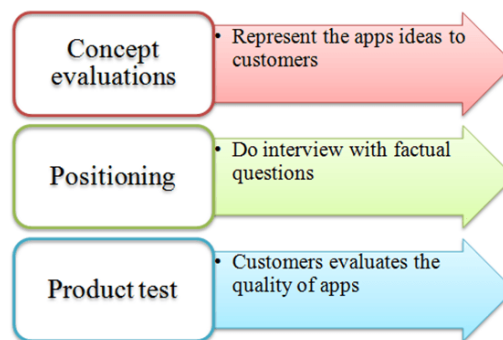 Concept
evaluations
• Represent the apps ideas to
customers
Positioning
• Do interview with factual
questions
Product test
• Customers evaluates the
quality of apps